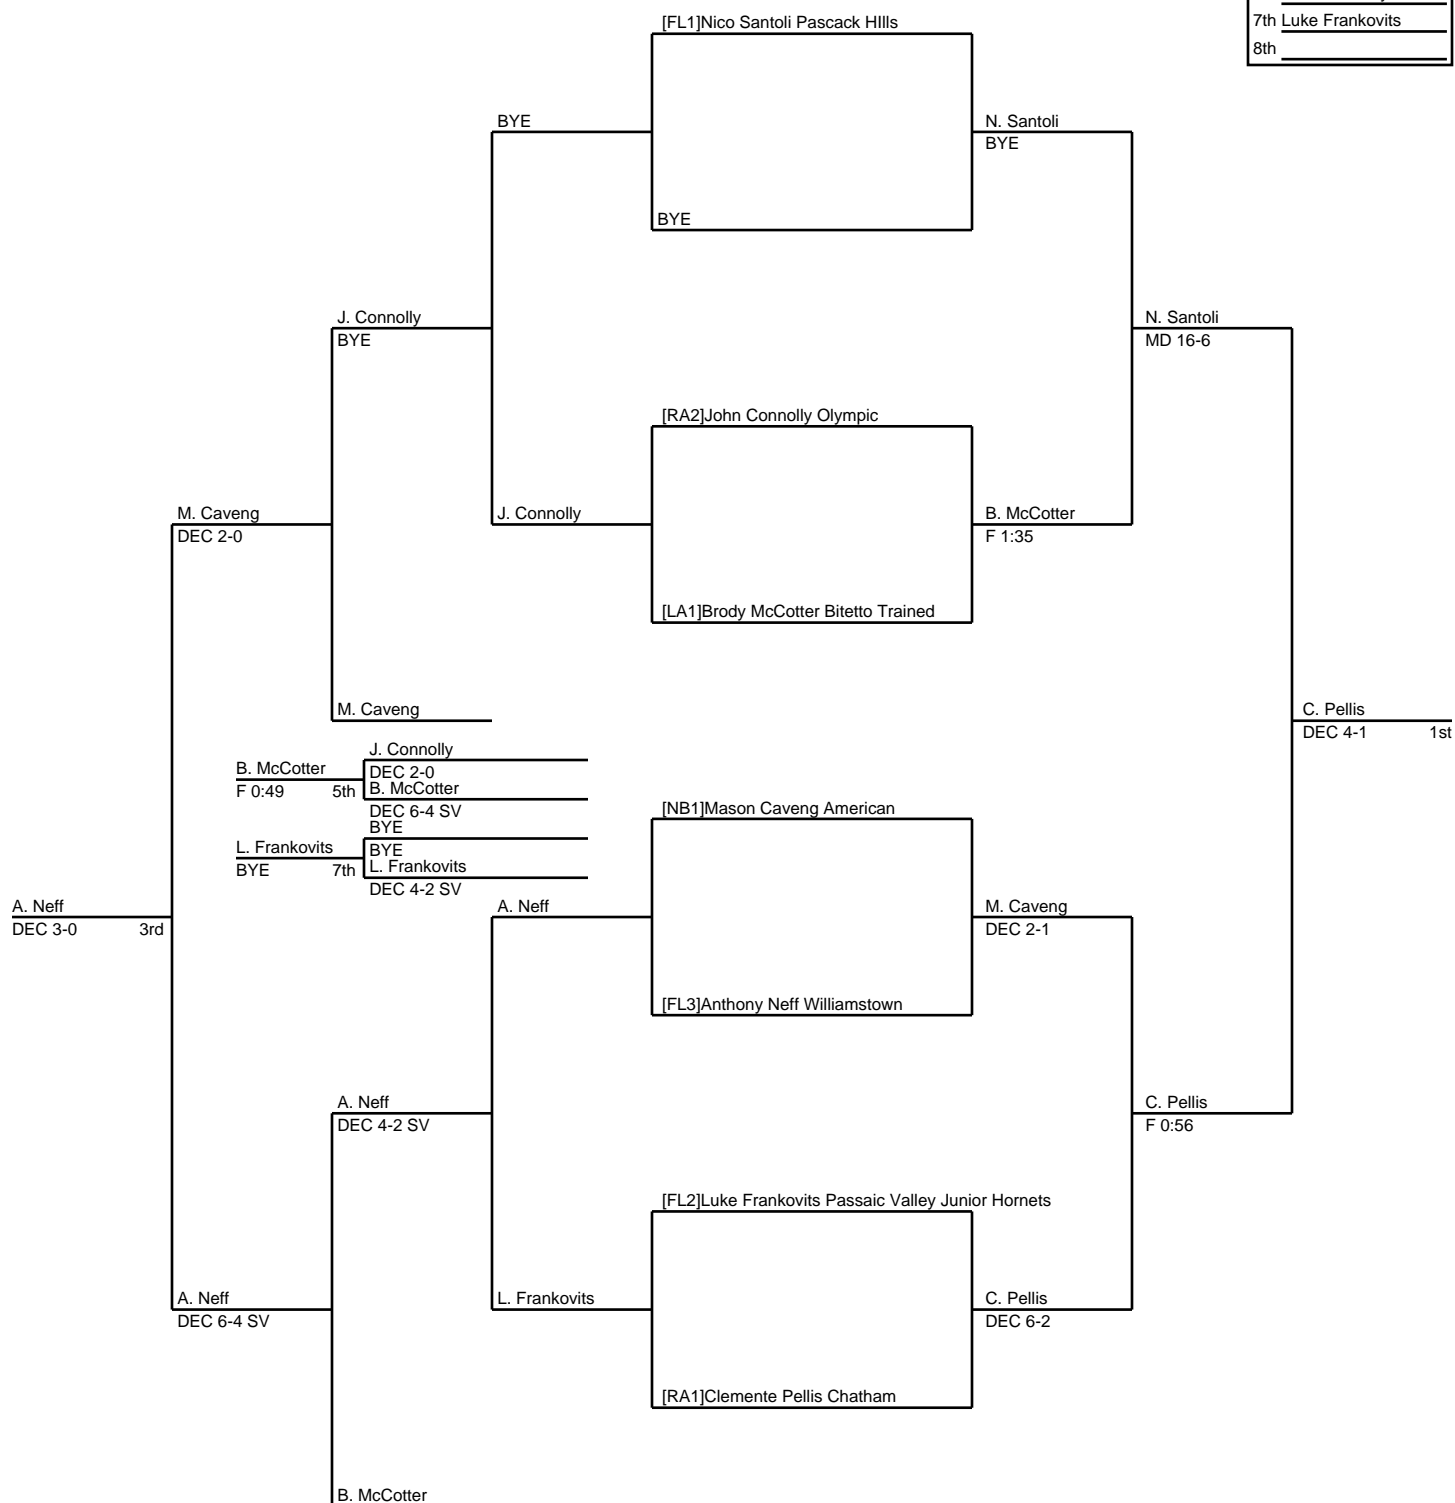 [FL1]Nico Santoli Pascack HIlls
7th Luke Frankovits
8th
BYE
N. Santoli
BYE
BYE
J. Connolly
BYE
N. Santoli
MD 16-6
[RA2]John Connolly Olympic
M. Caveng
DEC 2-0
J. Connolly
B. McCotter
F 1:35
[LA1]Brody McCotter Bitetto Trained
M. Caveng
C. Pellis
DEC 4-1 1st
J. Connolly
DEC 2-0
B. McCotter
F 0:49 5th
B. McCotter
DEC 6-4 SV
BYE
BYE
L. Frankovits
BYE 7th
L. Frankovits
DEC 4-2 SV
[NB1]Mason Caveng American
A. Neff
DEC 3-0 3rd
A. Neff
M. Caveng
DEC 2-1
[FL3]Anthony Neff Williamstown
A. Neff
DEC 4-2 SV
C. Pellis
F 0:56
[FL2]Luke Frankovits Passaic Valley Junior Hornets
A. Neff
DEC 6-4 SV
L. Frankovits
C. Pellis
DEC 6-2
[RA1]Clemente Pellis Chatham
B. McCotter